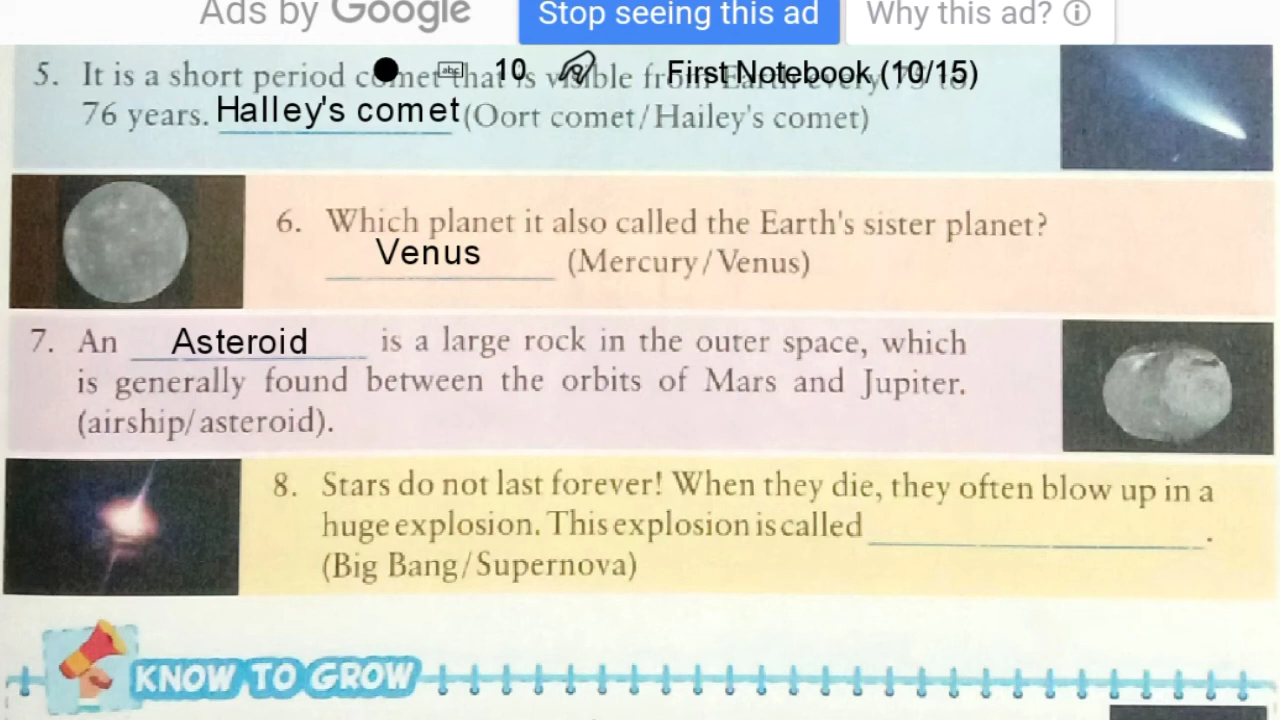 Ads by Google
Stop seeing this ad
Why this ad?
5. It is a short period comet that is visible from Earth every 75 to
10 First Notebook (10/15)
76 years. Halley's comet (Oort comet/Hailey's comet)
6. Which planet it also called the Earth's sister planet?
Venus (Mercury/Venus)
7. An Asteroid is a large rock in the outer space, which
is generally found between the orbits of Mars and Jupiter.
(airship/asteroid).
8. Stars do not last forever! When they die, they often blow up in a
huge explosion. This explosion is called ________.
(Big Bang/Supernova)
KNOW TO GROW